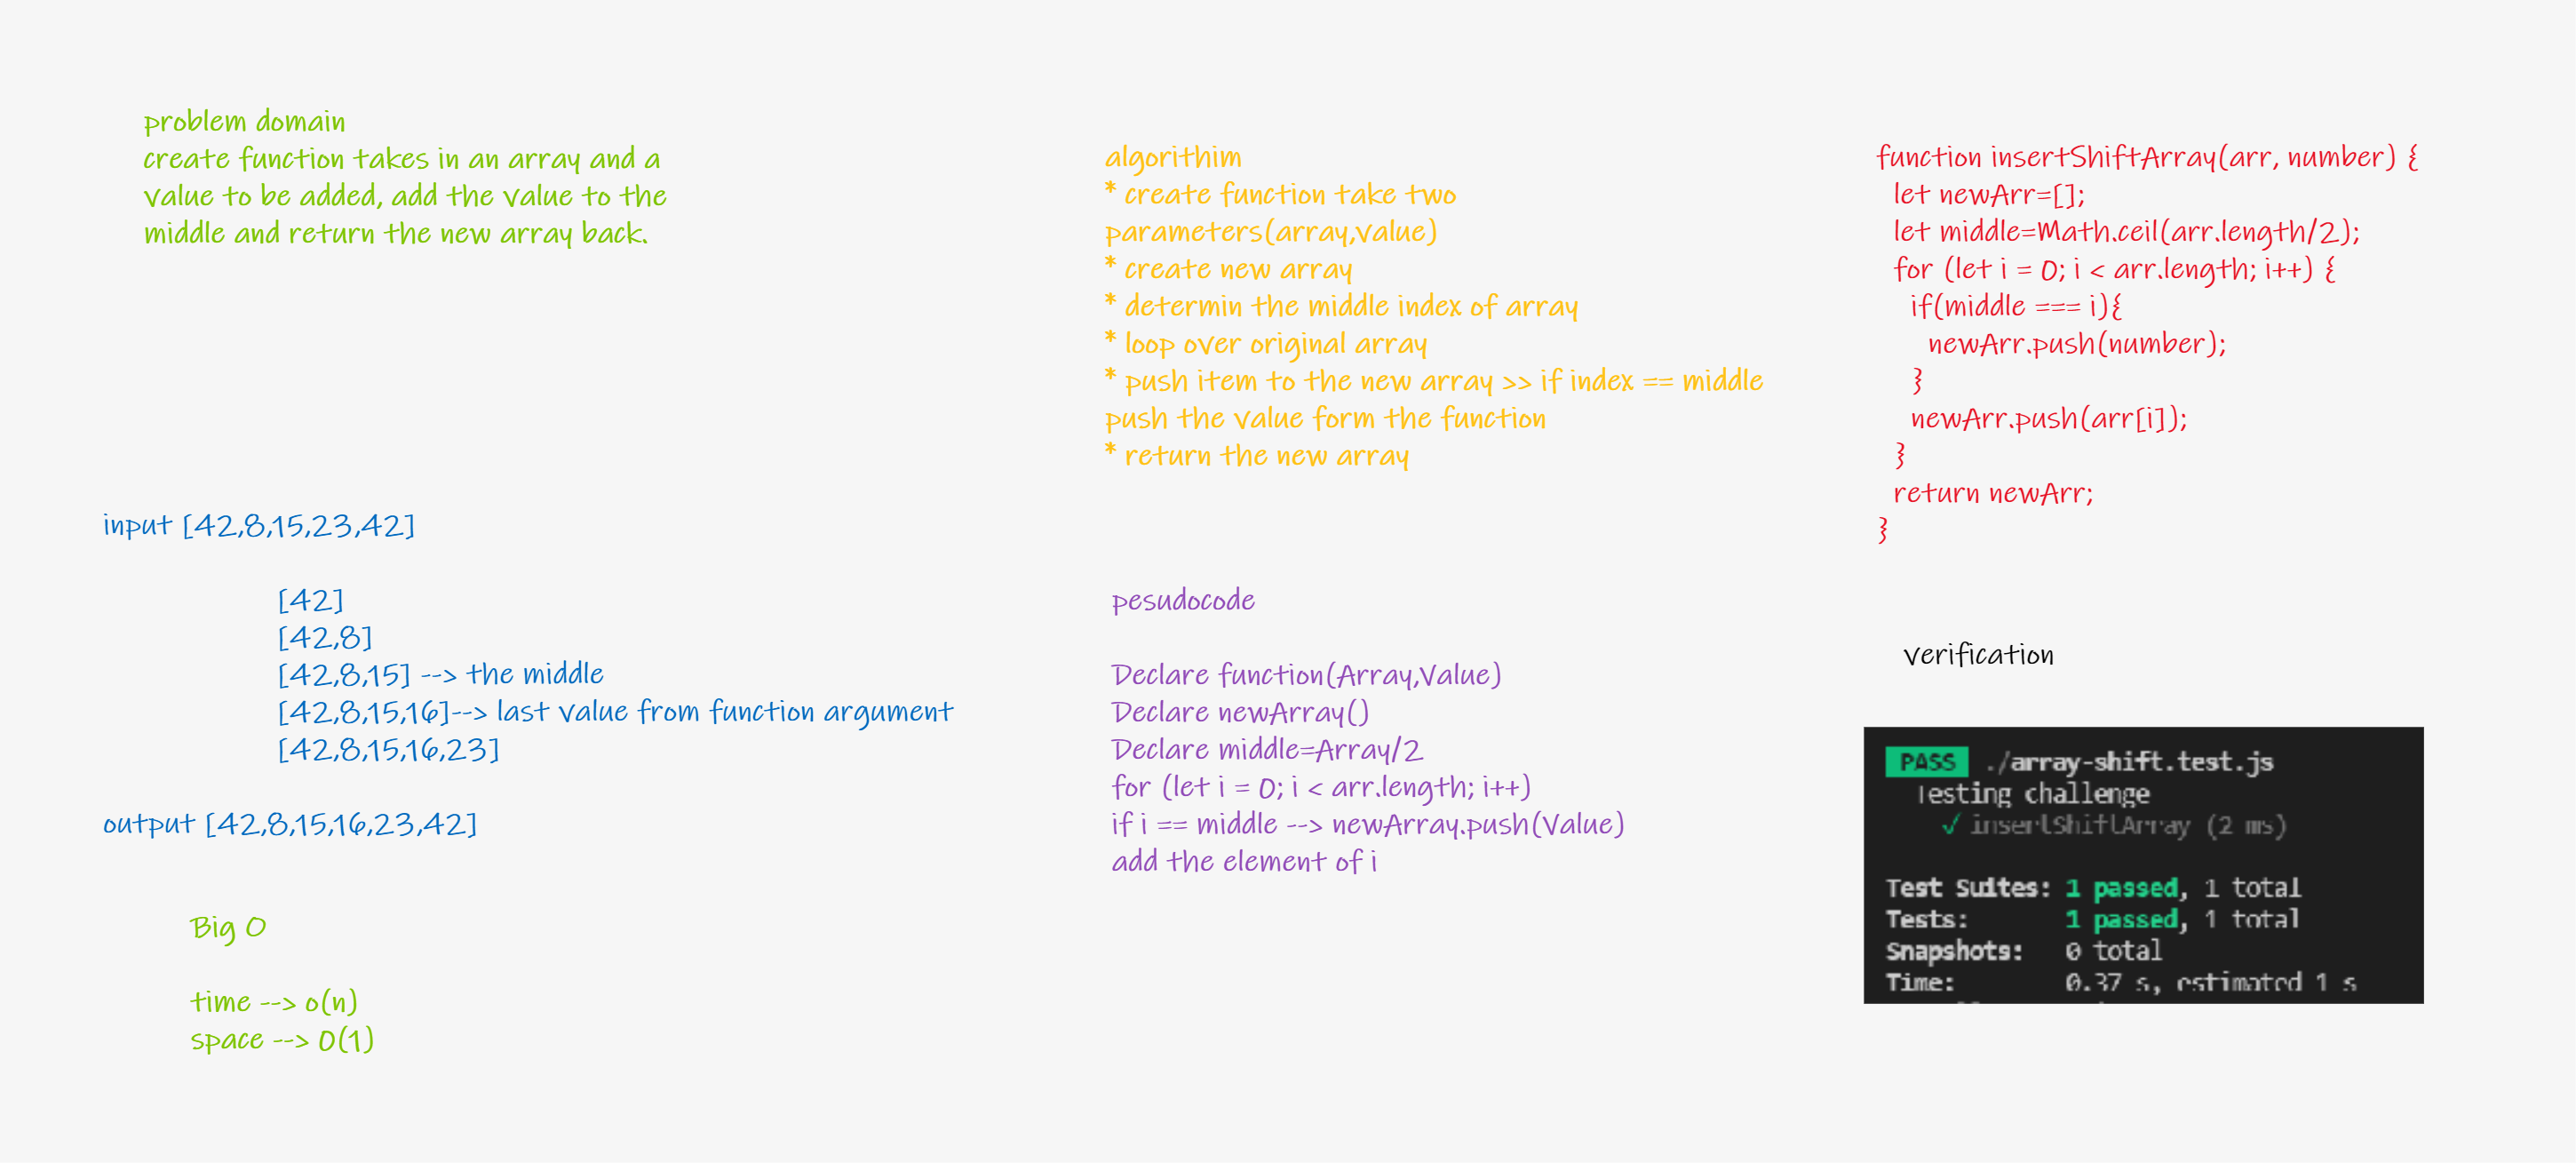 problem domain
create function takes in an array and a
value to be added, add the value to the
middle and return the new array back.
input [42,8,15,23,42]
[42]
[42,8]
[42,8,15] --> the middle
[42,8,15,16]--> last value from function argument
[42,8,15,16,23]
output [42,8,15,16,23,42]
Big O
time --> o(n)
space --> O(1)
algorithim
* create function take two
parameters(array,value)
* create new array
* determin the middle index of array
* loop over original array
* push item to the new array >> if index == middle
push the value form the function
* return the new array
pesudocode
Declare function(Array,Value)
Declare newArray()
Declare middle=Array/2
for (let i = 0; i < arr.length; i++)
if i == middle --> newArray.push(Value)
add the element of i
function insertShiftArray(arr, number) {
let newArr=[];
let middle=Math.ceil(arr.length/2);
for (let i = 0; i < arr.length; i++) {
if(middle === i){
newArr.push(number);
}
newArr.push(arr[i]);
}
return newArr;
}
verification
PASS ./array-shift.test.js
Testing challenge
✓ insertShiftArray (2 ms)
Test Suites: 1 passed, 1 total
Tests: 1 passed, 1 total
Snapshots: 0 total
Time: 0.37 s, estimated 1 s